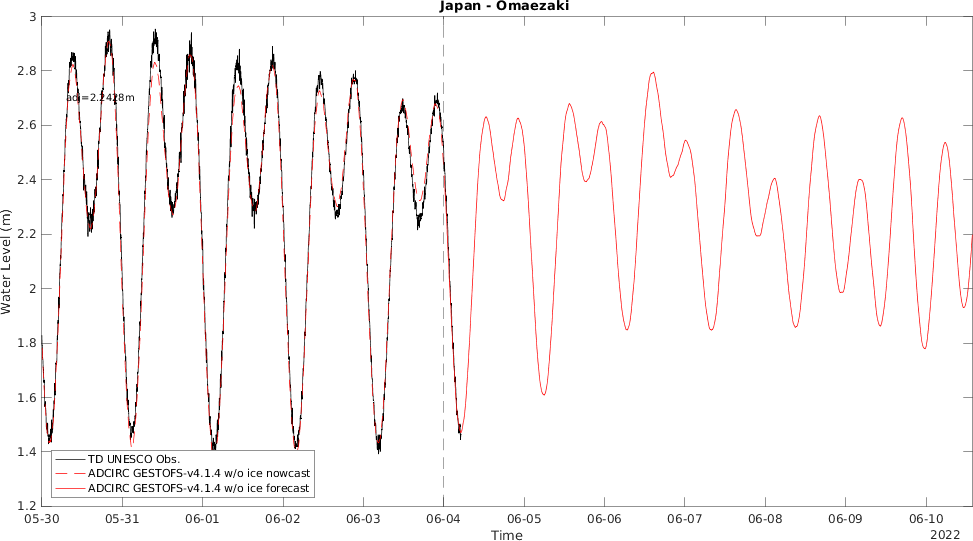 Japan - Omaezaki
3
2.8
adj=2.2428m
2.6
2.4
2.2
2
1.8
1.6
1.4
1.2
Water Level (m)
TD UNESCO Obs.
ADCIRC GESTOFS-v4.1.4 w/o ice nowcast
ADCIRC GESTOFS-v4.1.4 w/o ice forecast
05-30 05-31 06-01 06-02 06-03 06-04 06-05 06-06 06-07 06-08 06-09 06-10
Time
2022